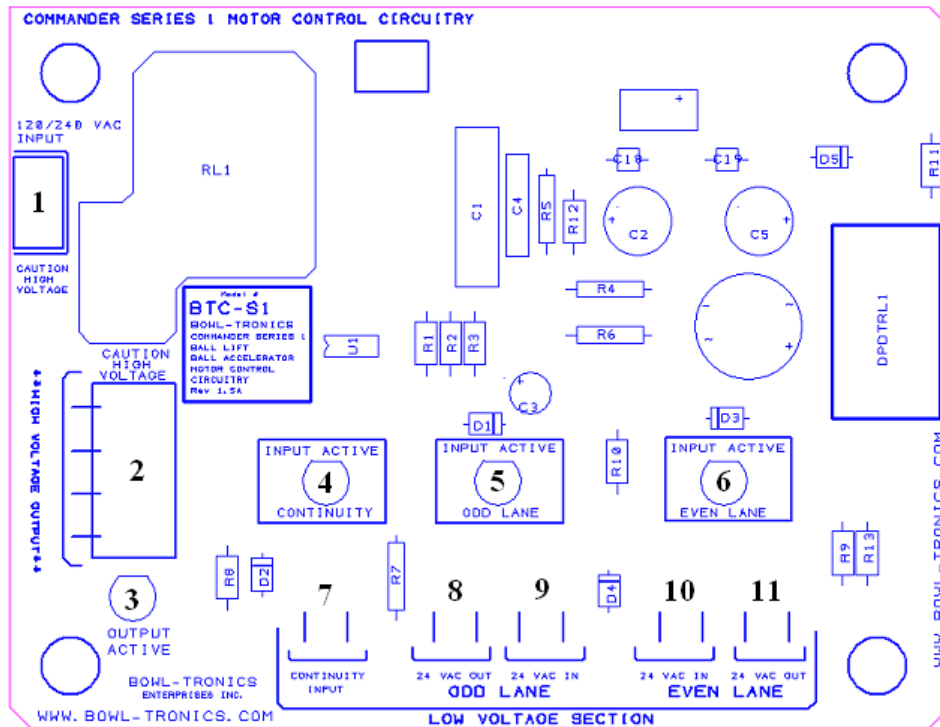 COMMANDER SERIES 1 MOTOR CONTROL CIRCUITRY
120/240 VAC
INPUT
1
CAUTION
HIGH
VOLTAGE
RL1
C1
C4
R5
R12
+
C18
C19
D5
R11
+
C2
C5
+
R4
R6
~
~
+
-
DPDTRL1
Model #
BTC-S1
BOWL-TRONICS
COMMANDER SERIES 1
BALL LIFT
BALL ACCELERATOR
MOTOR CONTROL
CIRCUITRY
Rev 1.5A
U1
R1
R2
R3
+
C3
D1
D3
R10
CAUTION
HIGH
VOLTAGE
**HIGH VOLTAGE OUTPUT**
2
INPUT ACTIVE
4
CONTINUITY
INPUT ACTIVE
5
ODD LANE
INPUT ACTIVE
6
EVEN LANE
3
OUTPUT
ACTIVE
R8
D2
R7
D4
R9
R13
7
8
9
10
11
CONTINUITY
INPUT
24 VAC OUT
24 VAC IN
ODD LANE
24 VAC IN
24 VAC OUT
EVEN LANE
BOWL-TRONICS
ENTERPRISES INC.
WWW.BOWL-TRONICS.COM
LOW VOLTAGE SECTION
WWW.BOWL-TRONICS.COM